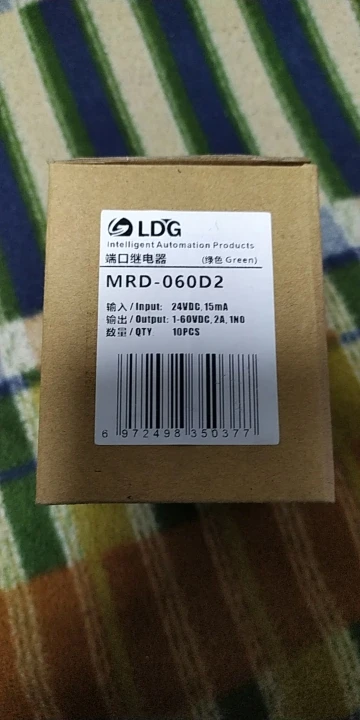 LDG
Intelligent Automation Products
端口继电器 (绿色 Green)
MRD-060D2
输入/Input: 24VDC, 15mA
输出/Output: 1-60VDC, 2A, 1NO
数量/QTY 10PCS
6 972498 350377